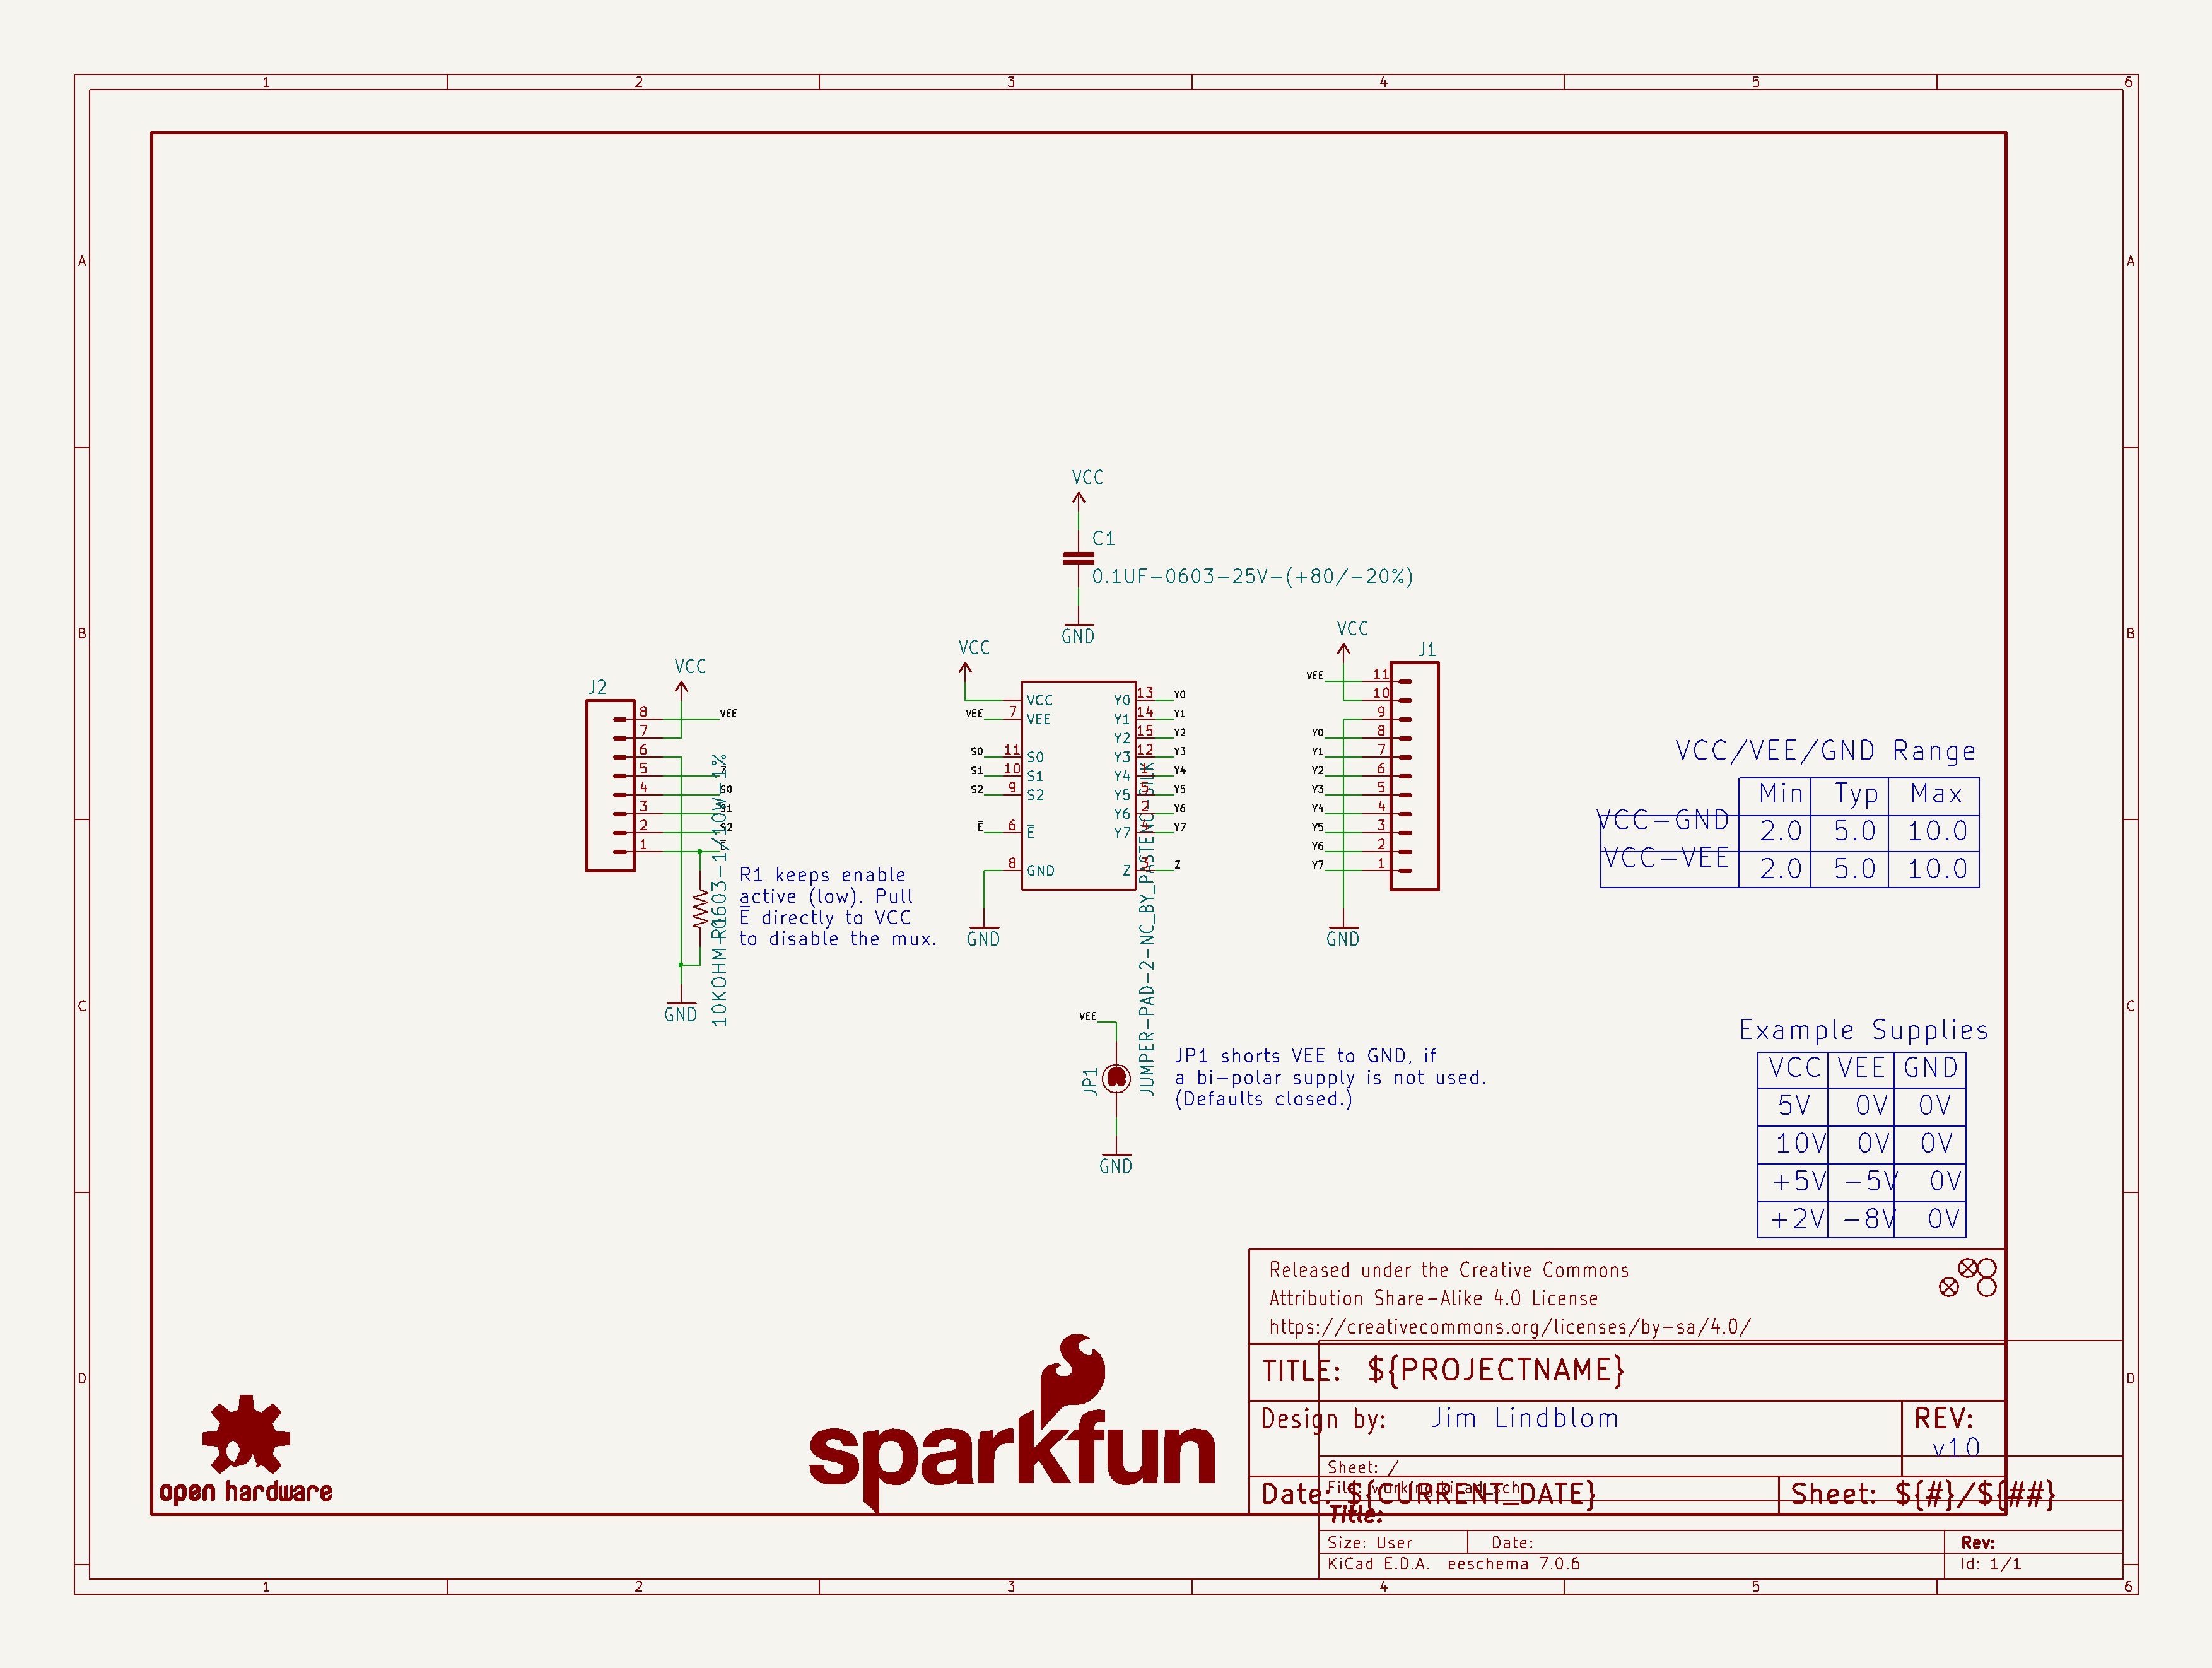 1 2 3 4 5 6
A A
B B
C C
D D
VCC
C1
0.1UF-0603-25V-(+80/-20%)
GND
VCC
J2
8 VEE
7
6
5 Z
4 S0
3 S1
2 S2
1 E
R1
10KOHM-0603-1/10W-1%
GND
R1 keeps enable
active (low). Pull
E directly to VCC
to disable the mux.
VCC
VCC Y0 13 Y0
VEE 7 VEE Y1 14 Y1
Y2 15 Y2
S0 11 S0 Y3 12 Y3
S1 10 S1 Y4 1 Y4
S2 9 S2 Y5 5 Y5
Y6 2 Y6
E 6 E Y7 4 Y7
8 GND Z 3 Z
GND
VCC
J1
VEE 11
10
9
Y0 8
Y1 7
Y2 6
Y3 5
Y4 4
Y5 3
Y6 2
Y7 1
GND
VCC/VEE/GND Range
Min Typ Max
VCC-GND 2.0 5.0 10.0
VCC-VEE 2.0 5.0 10.0
VEE
JP1
JUMPER-PAD-2-NC_BY_PASTENO_SILK
GND
JP1 shorts VEE to GND, if
a bi-polar supply is not used.
(Defaults closed.)
Example Supplies
VCC VEE GND
5V 0V 0V
10V 0V 0V
+5V -5V 0V
+2V -8V 0V
Released under the Creative Commons
Attribution Share-Alike 4.0 License
https://creativecommons.org/licenses/by-sa/4.0/
TITLE: ${PROJECTNAME}
Design by: Jim Lindblom
REV:
v10
Date: ${CURRENT_DATE}
Sheet: ${#}/${##}
Sheet: /
File: working.kicad_sch
Title:
Size: User Date: Rev:
KiCad E.D.A. eeschema 7.0.6 Id: 1/1
open hardware
sparkfun
1 2 3 4 5 6